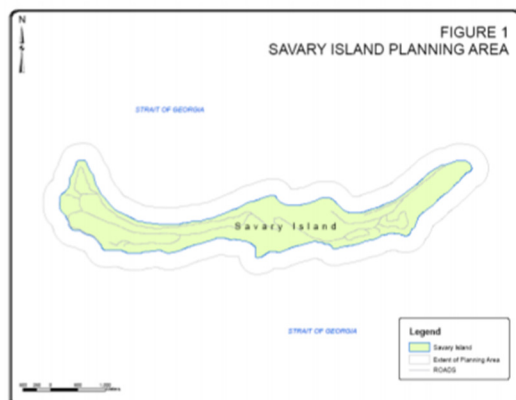 N
FIGURE 1
SAVARY ISLAND PLANNING AREA
STRAIT OF GEORGIA
Savary Island
STRAIT OF GEORGIA
Legend
Savary Island
Extent of Planning Area
ROADS
0